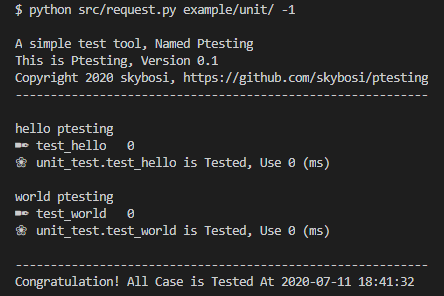 $ python src/request.py example/unit/ -1
A simple test tool, Named Ptesting
This is Ptesting, Version 0.1
Copyright 2020 skybosi, https://github.com/skybosi/ptesting
----------------------------------------------------------
hello ptesting
✒ test_hello 0
❀ unit_test.test_hello is Tested, Use 0 (ms)
world ptesting
✒ test_world 0
❀ unit_test.test_world is Tested, Use 0 (ms)
----------------------------------------------------------
Congratulation! All Case is Tested At 2020-07-11 18:41:32